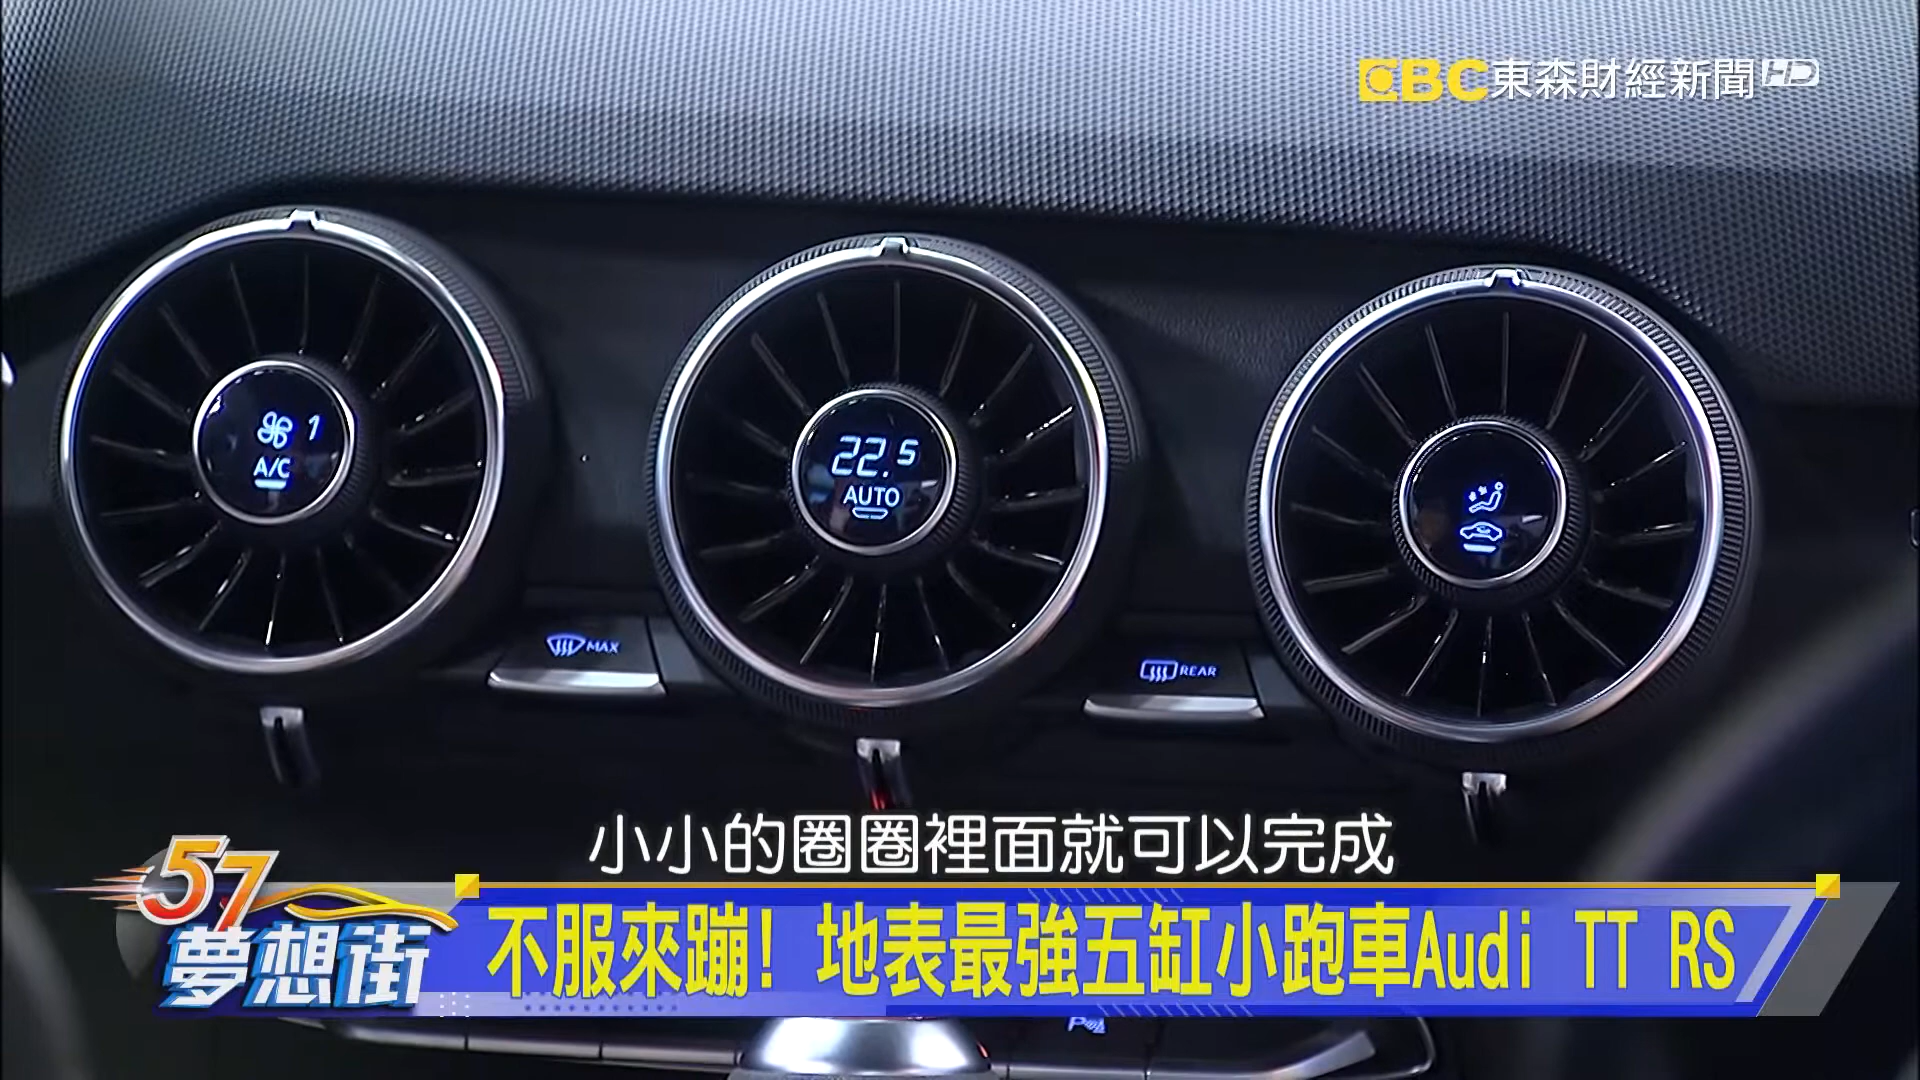 EBC東森財經新聞HD
1
A/C
22.5
AUTO
MAX
REAR
小小的圈圈裡面就可以完成
57夢想街
不服來蹦! 地表最強五缸小跑車Audi TT RS